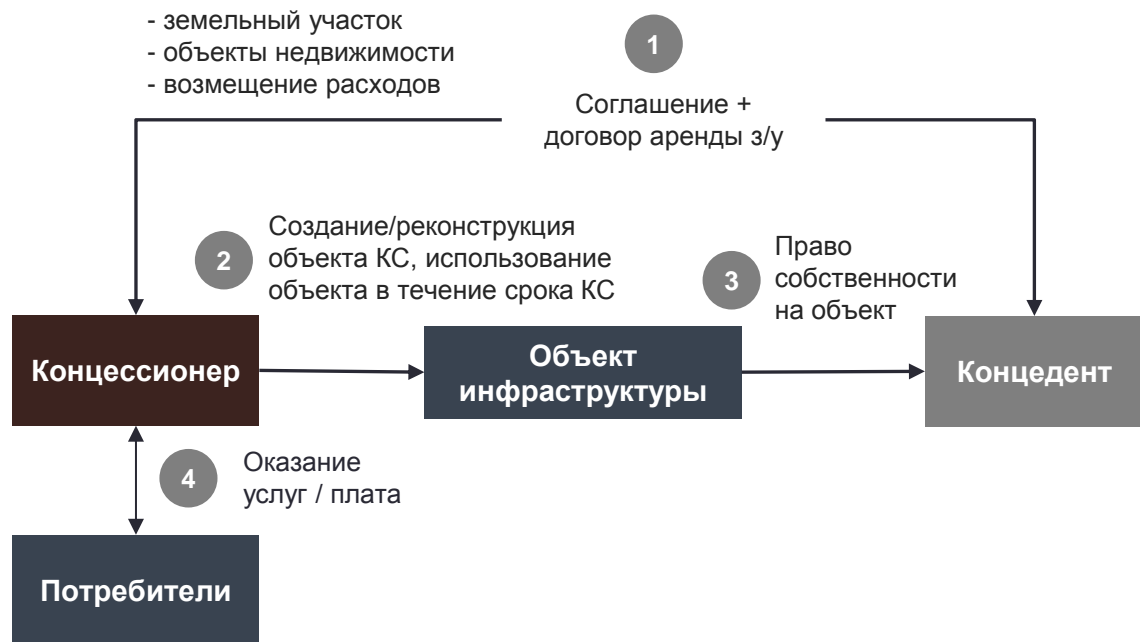 - земельный участок
- объекты недвижимости
- возмещение расходов
1
Соглашение +
договор аренды з/у
2
Создание/реконструкция
объекта КС, использование
объекта в течение срока КС
3
Право
собственности
на объект
Концессионер
Объект
инфраструктуры
Концедент
4
Оказание
услуг / плата
Потребители